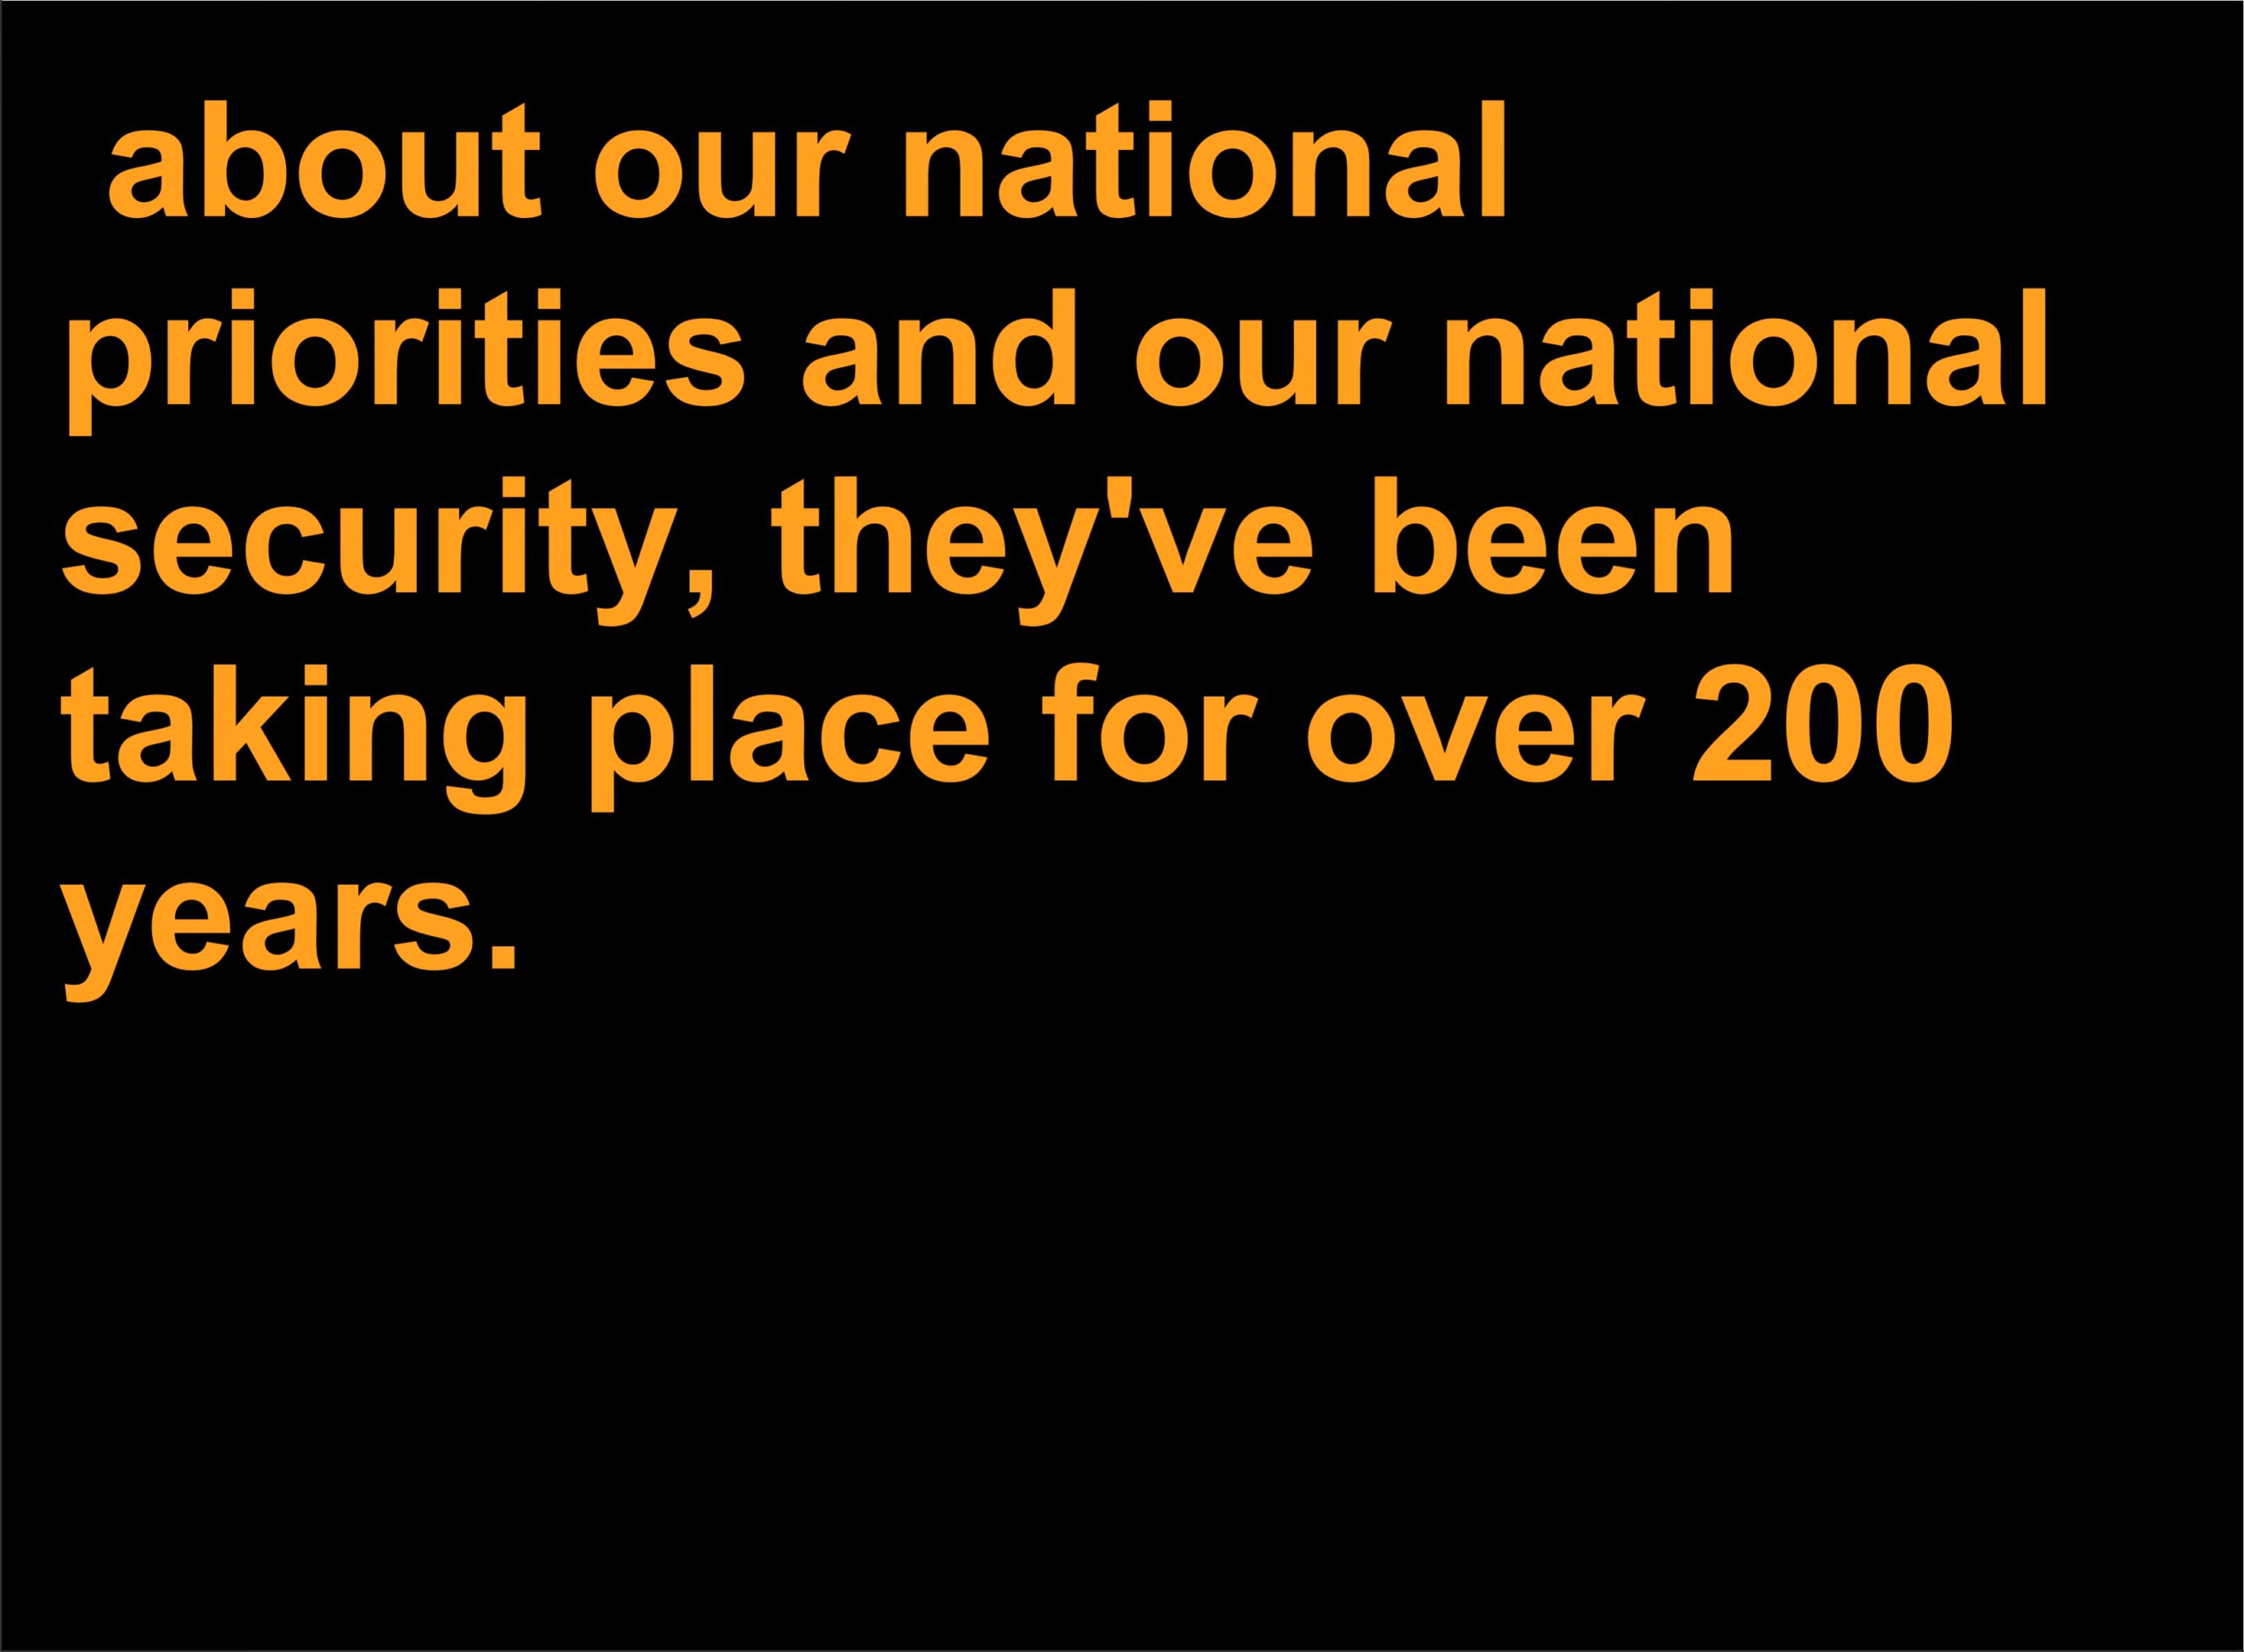 about our national
priorities and our national
security, they've been
taking place for over 200
years.